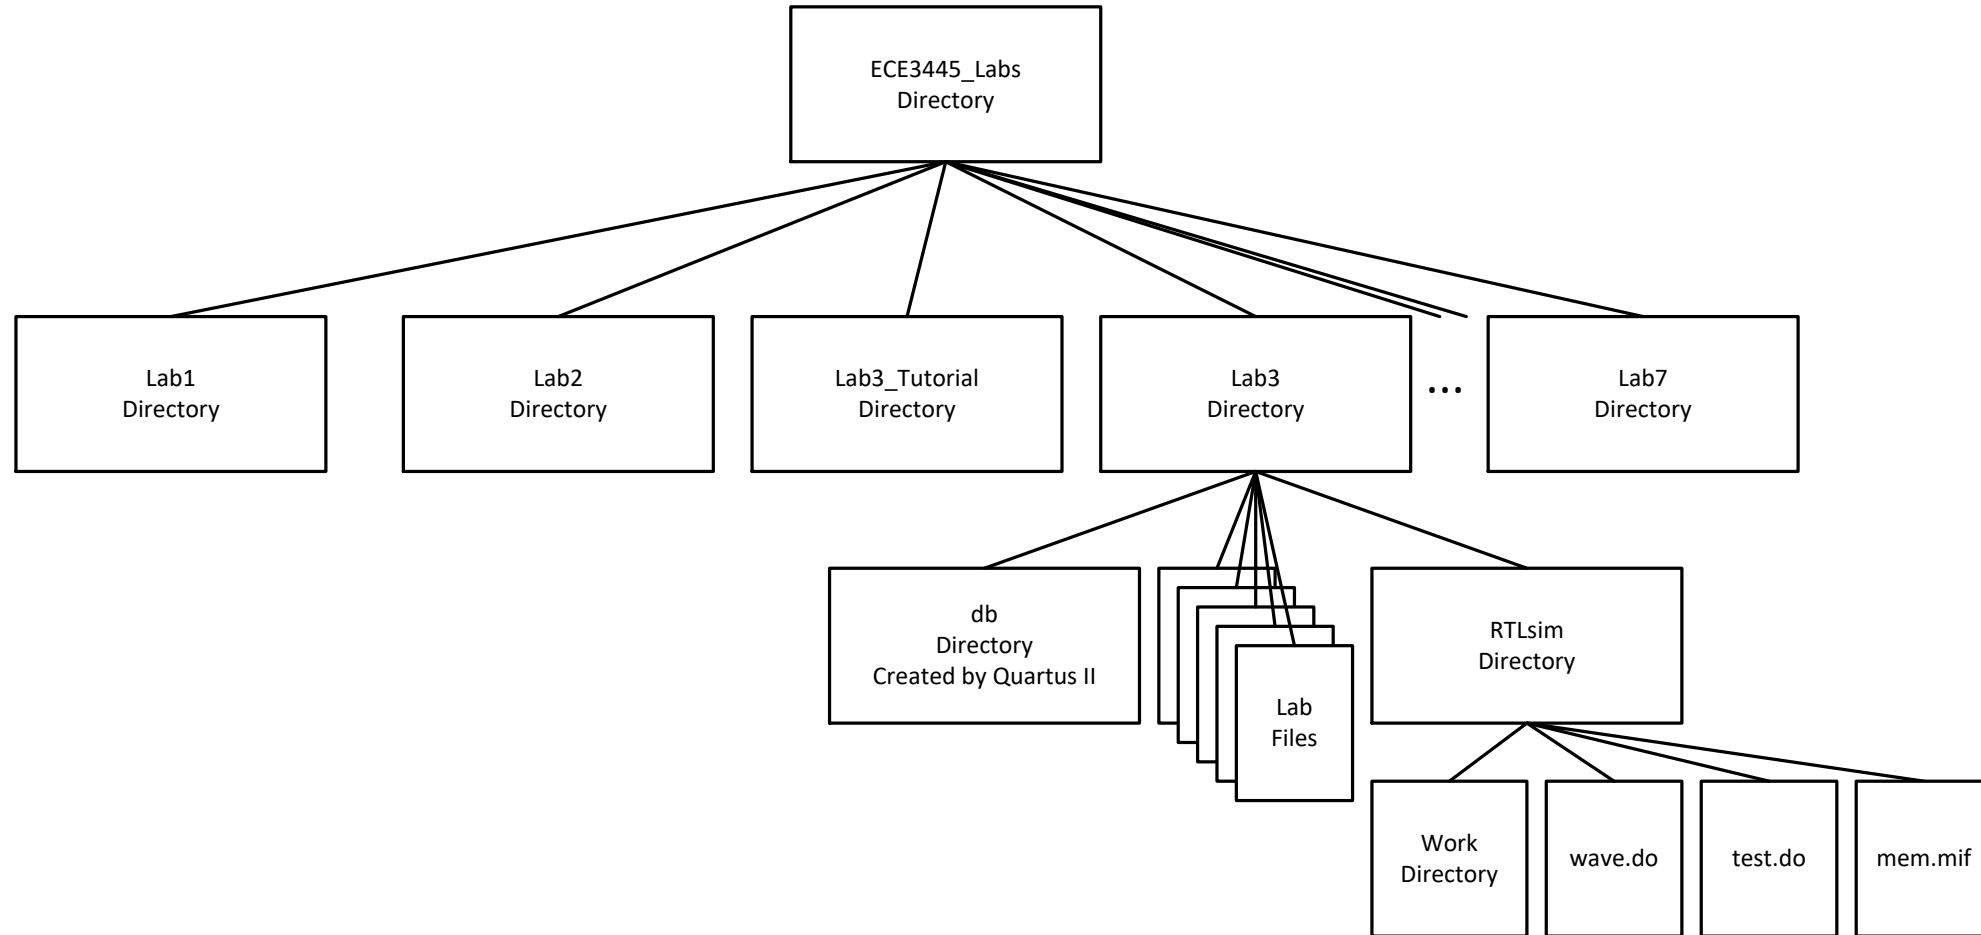 ECE3445_Labs
Directory
Lab1
Directory
Lab2
Directory
Lab3_Tutorial
Directory
Lab3
Directory
...
Lab7
Directory
db
Directory
Created by Quartus II
Lab
Files
RTLsim
Directory
Work
Directory
wave.do
test.do
mem.mif